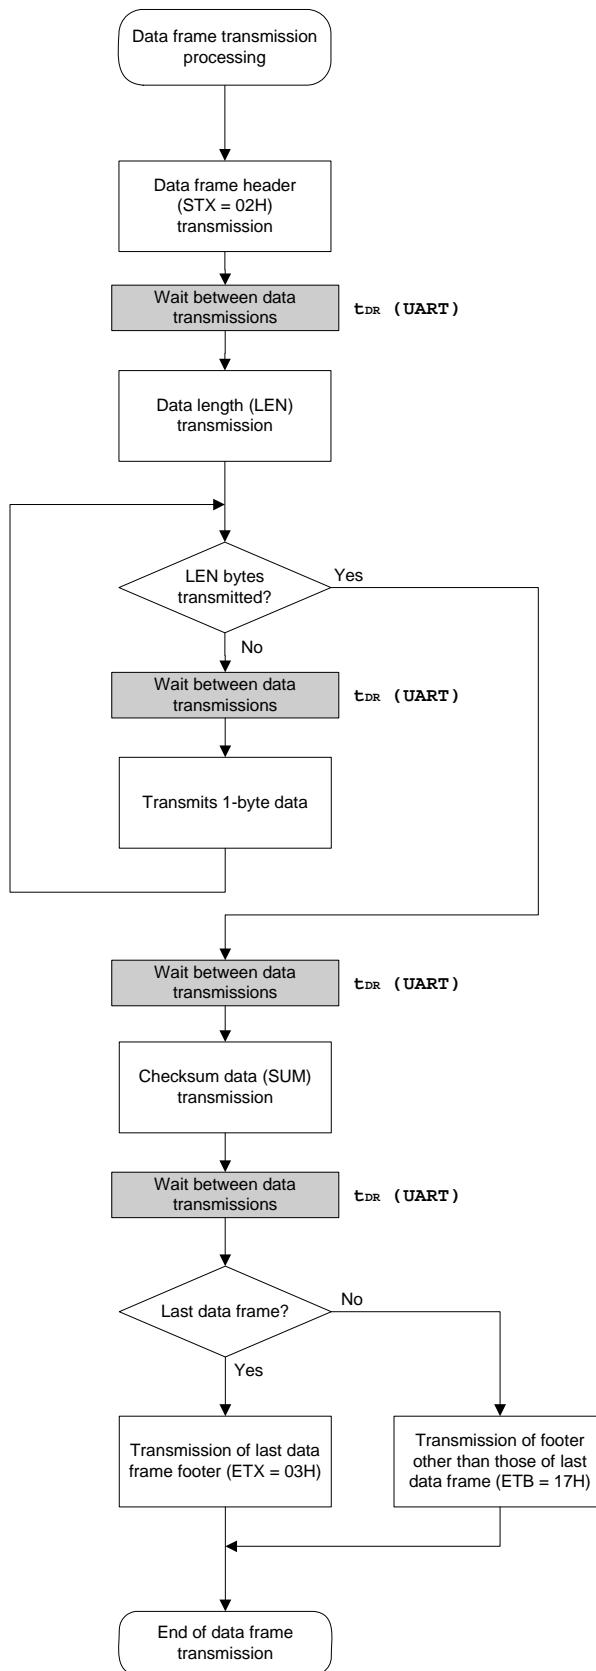 Data frame transmission
processing
Data frame header
(STX = 02H)
transmission
Wait between data
transmissions
tDR (UART)
Data length (LEN)
transmission
LEN bytes
transmitted?
Yes
No
Wait between data
transmissions
tDR (UART)
Transmits 1-byte data
Wait between data
transmissions
tDR (UART)
Checksum data (SUM)
transmission
Wait between data
transmissions
tDR (UART)
Last data frame?
No
Yes
Transmission of last data
frame footer (ETX = 03H)
Transmission of footer
other than those of last
data frame (ETB = 17H)
End of data frame
transmission